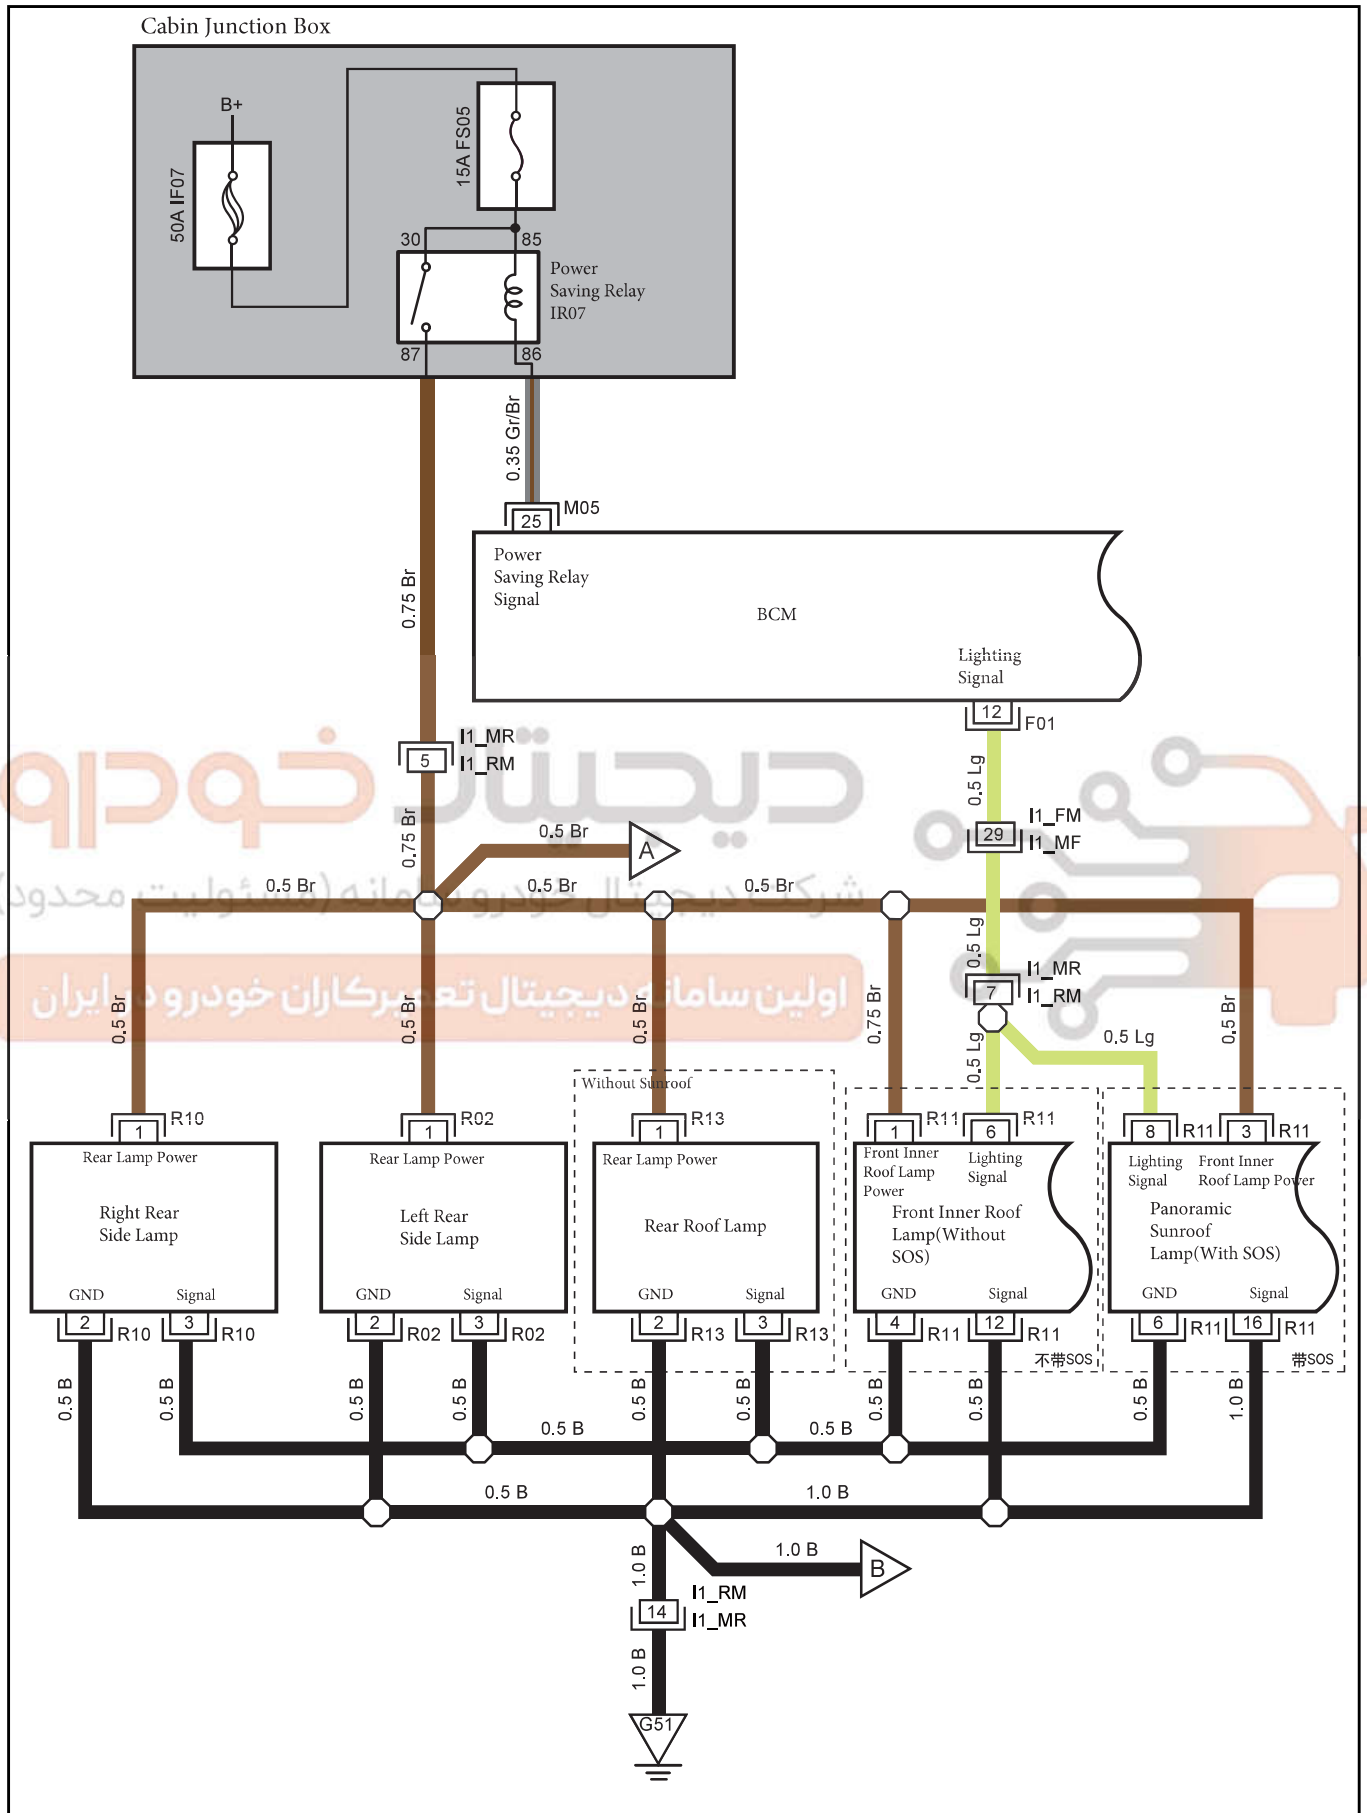 Cabin Junction Box
B+
50A IF07
15A FS05
30
85
Power
Saving Relay
IR07
87
86
0.35 Gr/Br
M05
25
Power
Saving Relay
Signal
BCM
0.75 Br
Lighting
Signal
12
F01
I1_MR
5
I1_RM
0.5 Lg
دیجیتال خودرو
I1_FM
29
I1_MF
0.75 Br
0.5 Br
A
0.5 Br
0.5 Br
0.5 Br
شرکت دیجیتال خودرو سامانه (مسئولیت محدود)
0.5 Lg
I1_MR
7
I1_RM
اولین سامانه دیجیتال تعمیرکاران خودرو در ایران
0.5 Br
0.5 Br
0.5 Br
0.75 Br
0.5 Lg
0.5 Lg
0.5 Br
Without Sunroof
1
R10
1
R02
1
R13
1
R11
6
R11
8
R11
3
R11
Rear Lamp Power
Right Rear
Side Lamp
GND
Signal
Rear Lamp Power
Left Rear
Side Lamp
GND
Signal
Rear Lamp Power
Rear Roof Lamp
GND
Signal
Front Inner
Roof Lamp
Power
Lighting
Signal
Front Inner Roof
Lamp(Without
SOS)
GND
Signal
Lighting
Signal
Front Inner
Roof Lamp Power
Panoramic
Sunroof
Lamp(With SOS)
GND
Signal
2
R10
3
R10
2
R02
3
R02
2
R13
3
R13
4
R11
12
R11
6
R11
16
R11
不带SOS
带SOS
0.5 B
0.5 B
0.5 B
0.5 B
0.5 B
0.5 B
0.5 B
0.5 B
0.5 B
1.0 B
0.5 B
0.5 B
0.5 B
1.0 B
1.0 B
1.0 B
B
I1_RM
14
I1_MR
1.0 B
G51